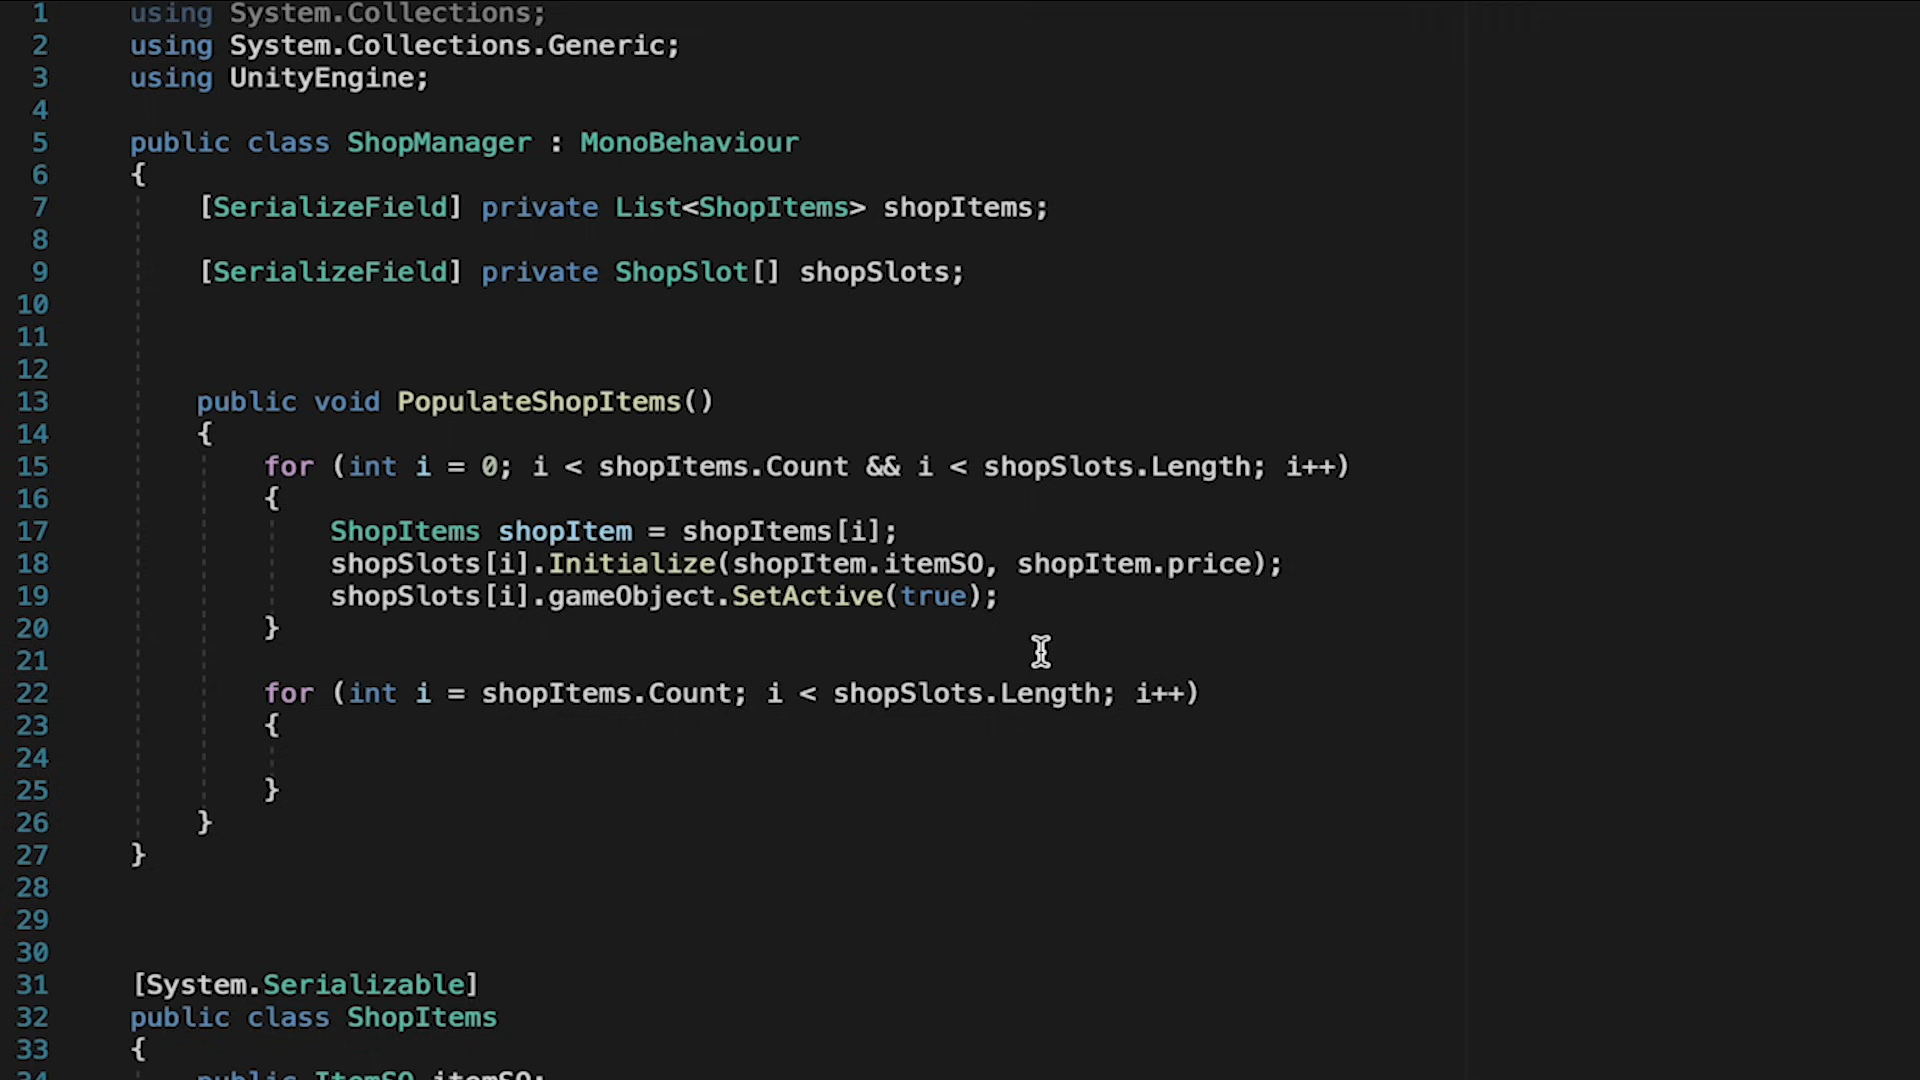 1 using System.Collections;
2 using System.Collections.Generic;
3 using UnityEngine;
4
5 public class ShopManager : MonoBehaviour
6 {
7 [SerializeField] private List<ShopItems> shopItems;
8
9 [SerializeField] private ShopSlot[] shopSlots;
10
11
12
13 public void PopulateShopItems()
14 {
15 for (int i = 0; i < shopItems.Count && i < shopSlots.Length; i++)
16 {
17 ShopItems shopItem = shopItems[i];
18 shopSlots[i].Initialize(shopItem.itemSO, shopItem.price);
19 shopSlots[i].gameObject.SetActive(true);
20 }
21
22 for (int i = shopItems.Count; i < shopSlots.Length; i++)
23 {
24
25 }
26 }
27 }
28
29
30
31 [System.Serializable]
32 public class ShopItems
33 {
34 public ItemSO itemSO;